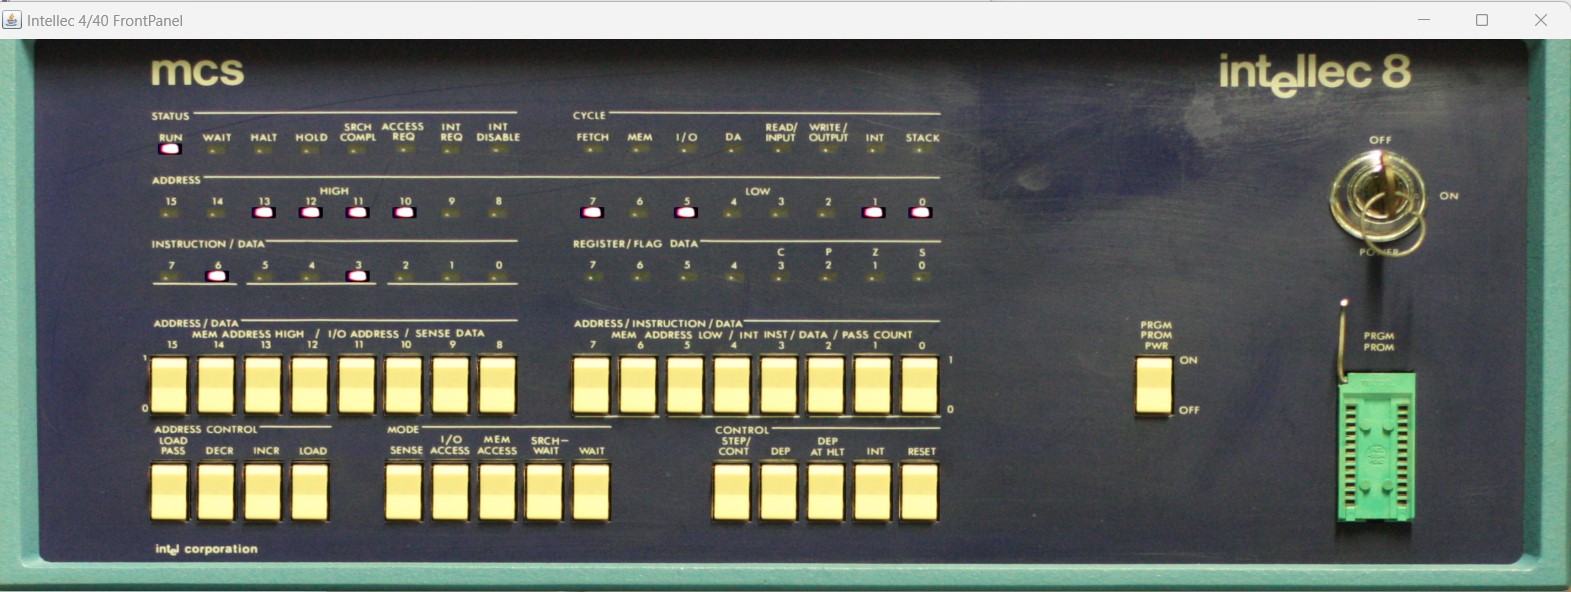 Intellec 4/40 FrontPanel
mcs
intellec 8
STATUS
RUN WAIT HALT HOLD SRCH COMPL ACCESS REQ INT REQ INT DISABLE
CYCLE
FETCH MEM I/O DA READ/ INPUT WRITE/ OUTPUT INT STACK
OFF
ON
POWER
ADDRESS
HIGH
15 14 13 12 11 10 9 8
LOW
7 6 5 4 3 2 1 0
INSTRUCTION / DATA
7 6 5 4 3 2 1 0
REGISTER/FLAG DATA
C P Z S
7 6 5 4 3 2 1 0
ADDRESS/DATA
MEM ADDRESS HIGH / I/O ADDRESS / SENSE DATA
15 14 13 12 11 10 9 8
1
0
ADDRESS/INSTRUCTION/DATA
MEM ADDRESS LOW / INT INST/ DATA / PASS COUNT
7 6 5 4 3 2 1 0
1
0
PRGM
PROM
PWR
ON
OFF
PRGM
PROM
ADDRESS CONTROL
LOAD PASS DECR INCR LOAD
MODE
SENSE I/O ACCESS MEM ACCESS SRCH- WAIT WAIT
CONTROL
STEP/ CONT DEP DEP AT HLT INT RESET
intel corporation